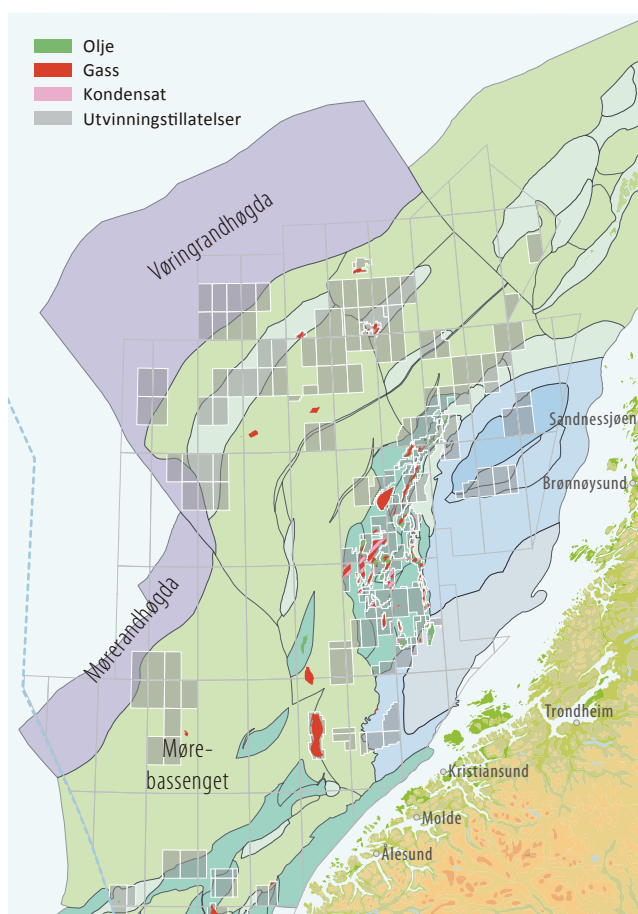 Olje
Gass
Kondensat
Utvinningstillatelser
Vøringrandhøgda
Sandnessjøen
Brønnøysund
Mørerandhøgda
Trondheim
Møre-
bassenget
Kristiansund
Molde
Ålesund